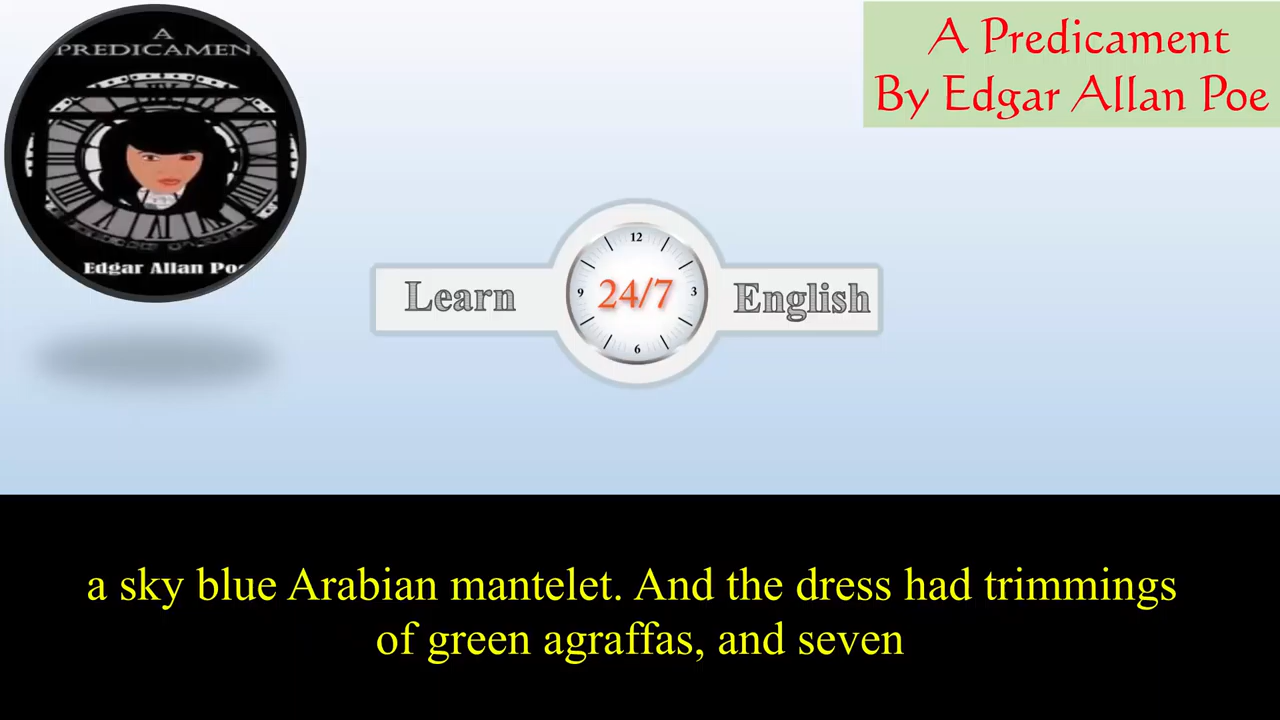 A
PREDICAMEN
Edgar Allan Poe
A Predicament
By Edgar Allan Poe
Learn 24/7 English
12
9
3
6
a sky blue Arabian mantelet. And the dress had trimmings
of green agraffas, and seven